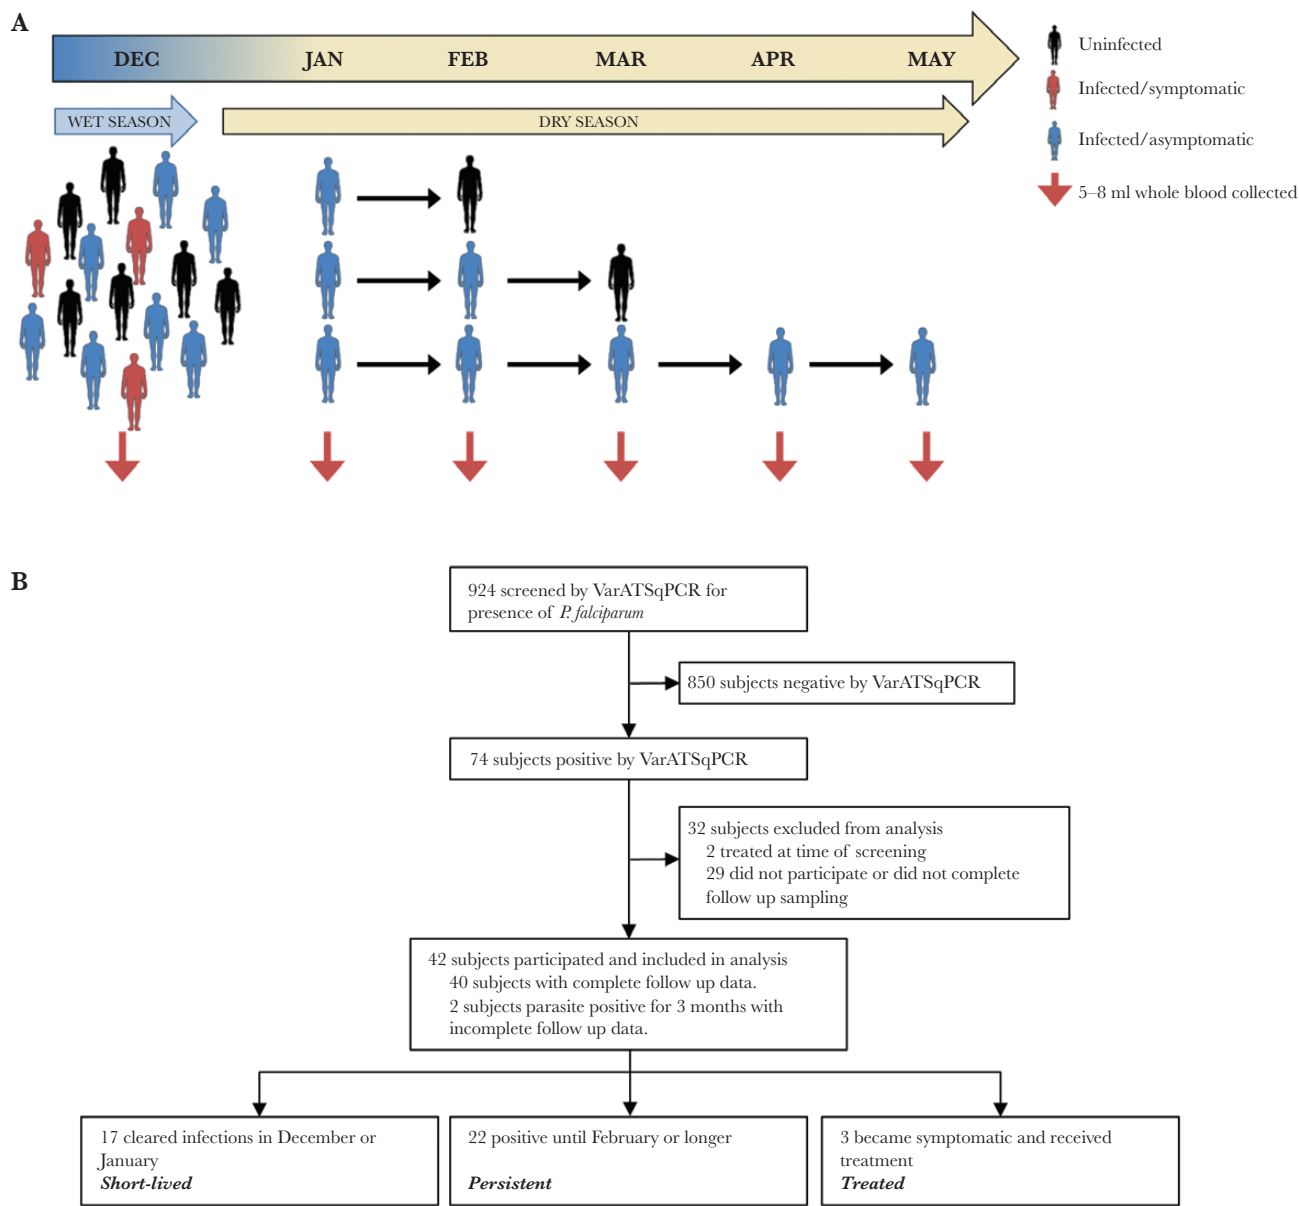 A
DEC JAN FEB MAR APR MAY
WET SEASON
DRY SEASON
Uninfected
Infected/symptomatic
Infected/asymptomatic
5–8 ml whole blood collected
B
924 screened by VarATSqPCR for
presence of P. falciparum
850 subjects negative by VarATSqPCR
74 subjects positive by VarATSqPCR
32 subjects excluded from analysis
2 treated at time of screening
29 did not participate or did not complete
follow up sampling
42 subjects participated and included in analysis
40 subjects with complete follow up data.
2 subjects parasite positive for 3 months with
incomplete follow up data.
17 cleared infections in December or
January
Short-lived
22 positive until February or longer
Persistent
3 became symptomatic and received
treatment
Treated